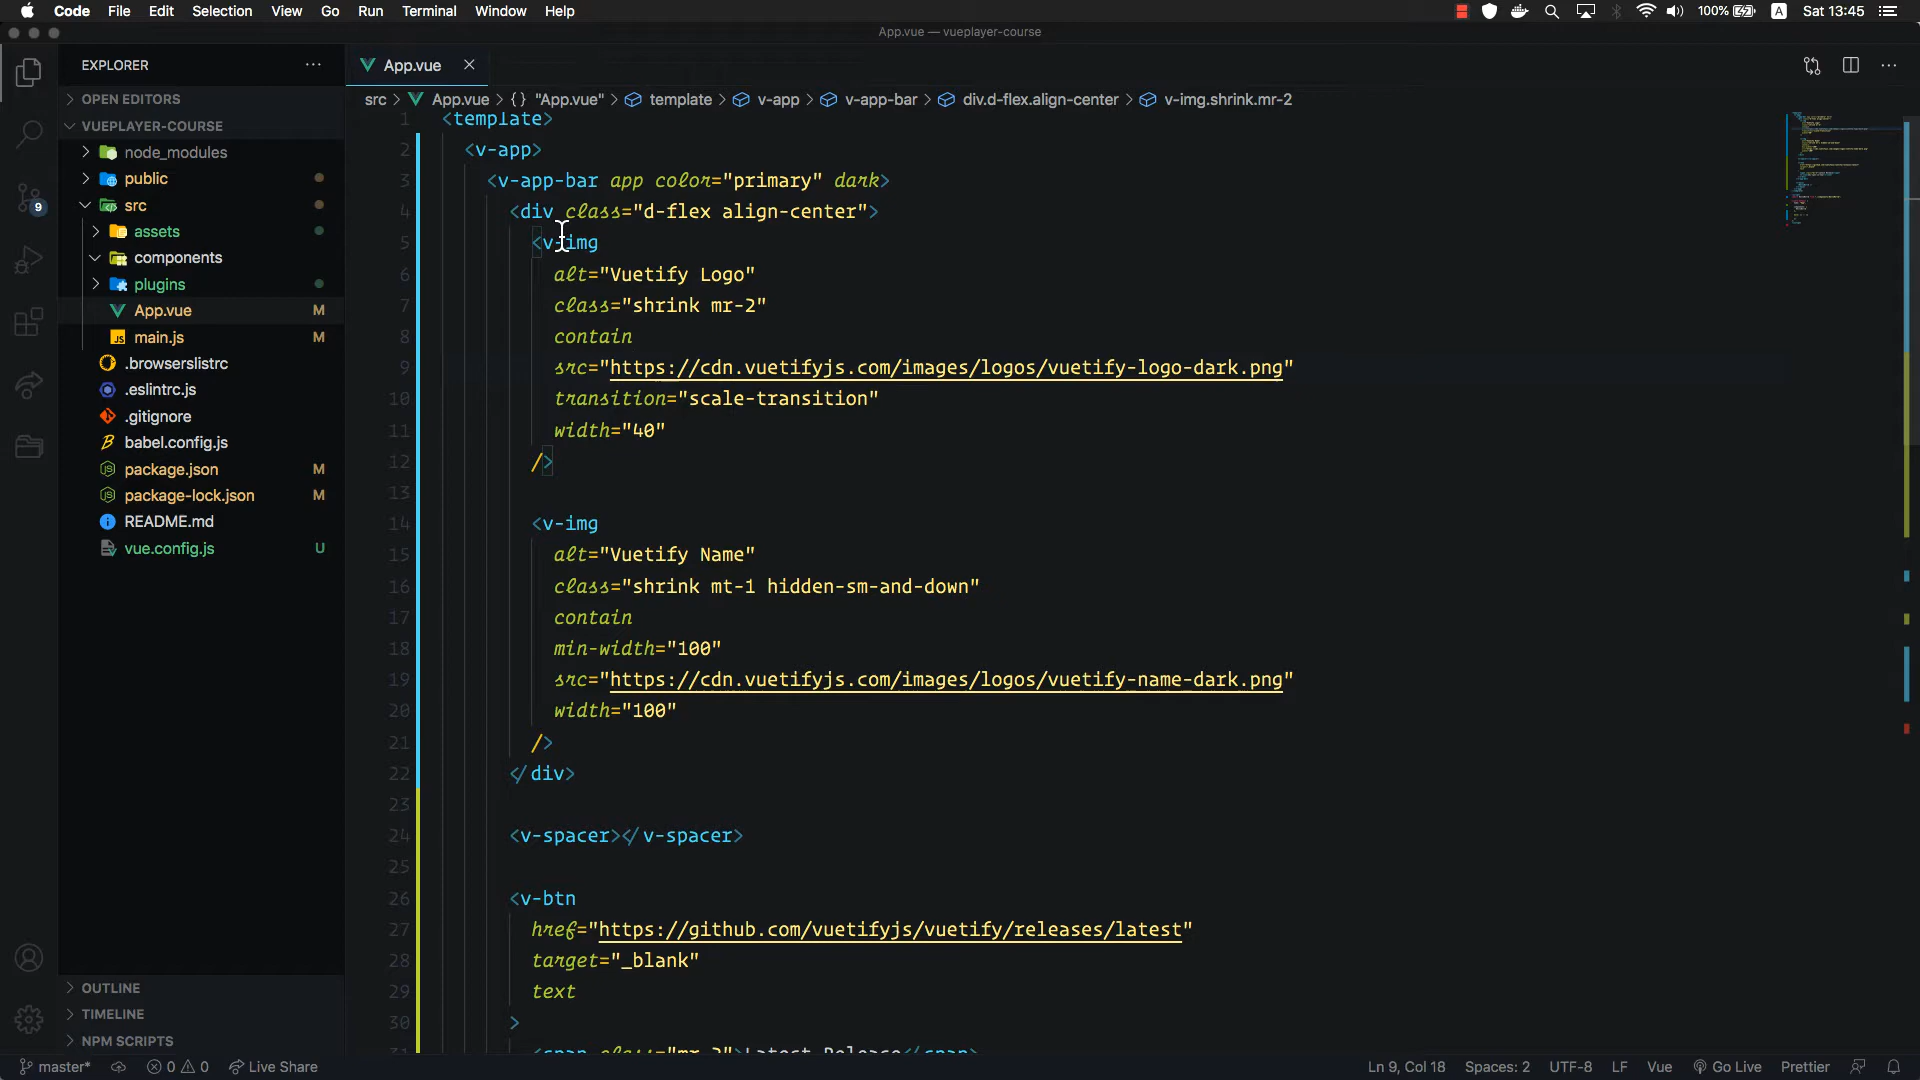 Code File Edit Selection View Go Run Terminal Window Help
100% A Sat 13:45
App.vue — vueplayer-course
EXPLORER
App.vue
OPEN EDITORS
src > App.vue > {} "App.vue" > template > v-app > v-app-bar > div.d-flex.align-center > v-img.shrink.mr-2
VUEPLAYER-COURSE
node_modules
public
src
assets
components
plugins
App.vue M
main.js M
.browserslistrc
.eslintrc.js
.gitignore
babel.config.js
package.json M
package-lock.json M
README.md
vue.config.js U
9
OUTLINE
TIMELINE
NPM SCRIPTS
1 <template>
2 <v-app>
3 <v-app-bar app color="primary" dark>
4 <div class="d-flex align-center">
5 <v-img
6 alt="Vuetify Logo"
7 class="shrink mr-2"
8 contain
9 src="https://cdn.vuetifyjs.com/images/logos/vuetify-logo-dark.png"
10 transition="scale-transition"
11 width="40"
12 />
13
14 <v-img
15 alt="Vuetify Name"
16 class="shrink mt-1 hidden-sm-and-down"
17 contain
18 min-width="100"
19 src="https://cdn.vuetifyjs.com/images/logos/vuetify-name-dark.png"
20 width="100"
21 />
22 </div>
23
24 <v-spacer></v-spacer>
25
26 <v-btn
27 href="https://github.com/vuetifyjs/vuetify/releases/latest"
28 target="_blank"
29 text
30 >
31 <span class="mr-2">Latest Release</span>
master* 0 0 Live Share
Ln 9, Col 18 Spaces: 2 UTF-8 LF Vue Go Live Prettier